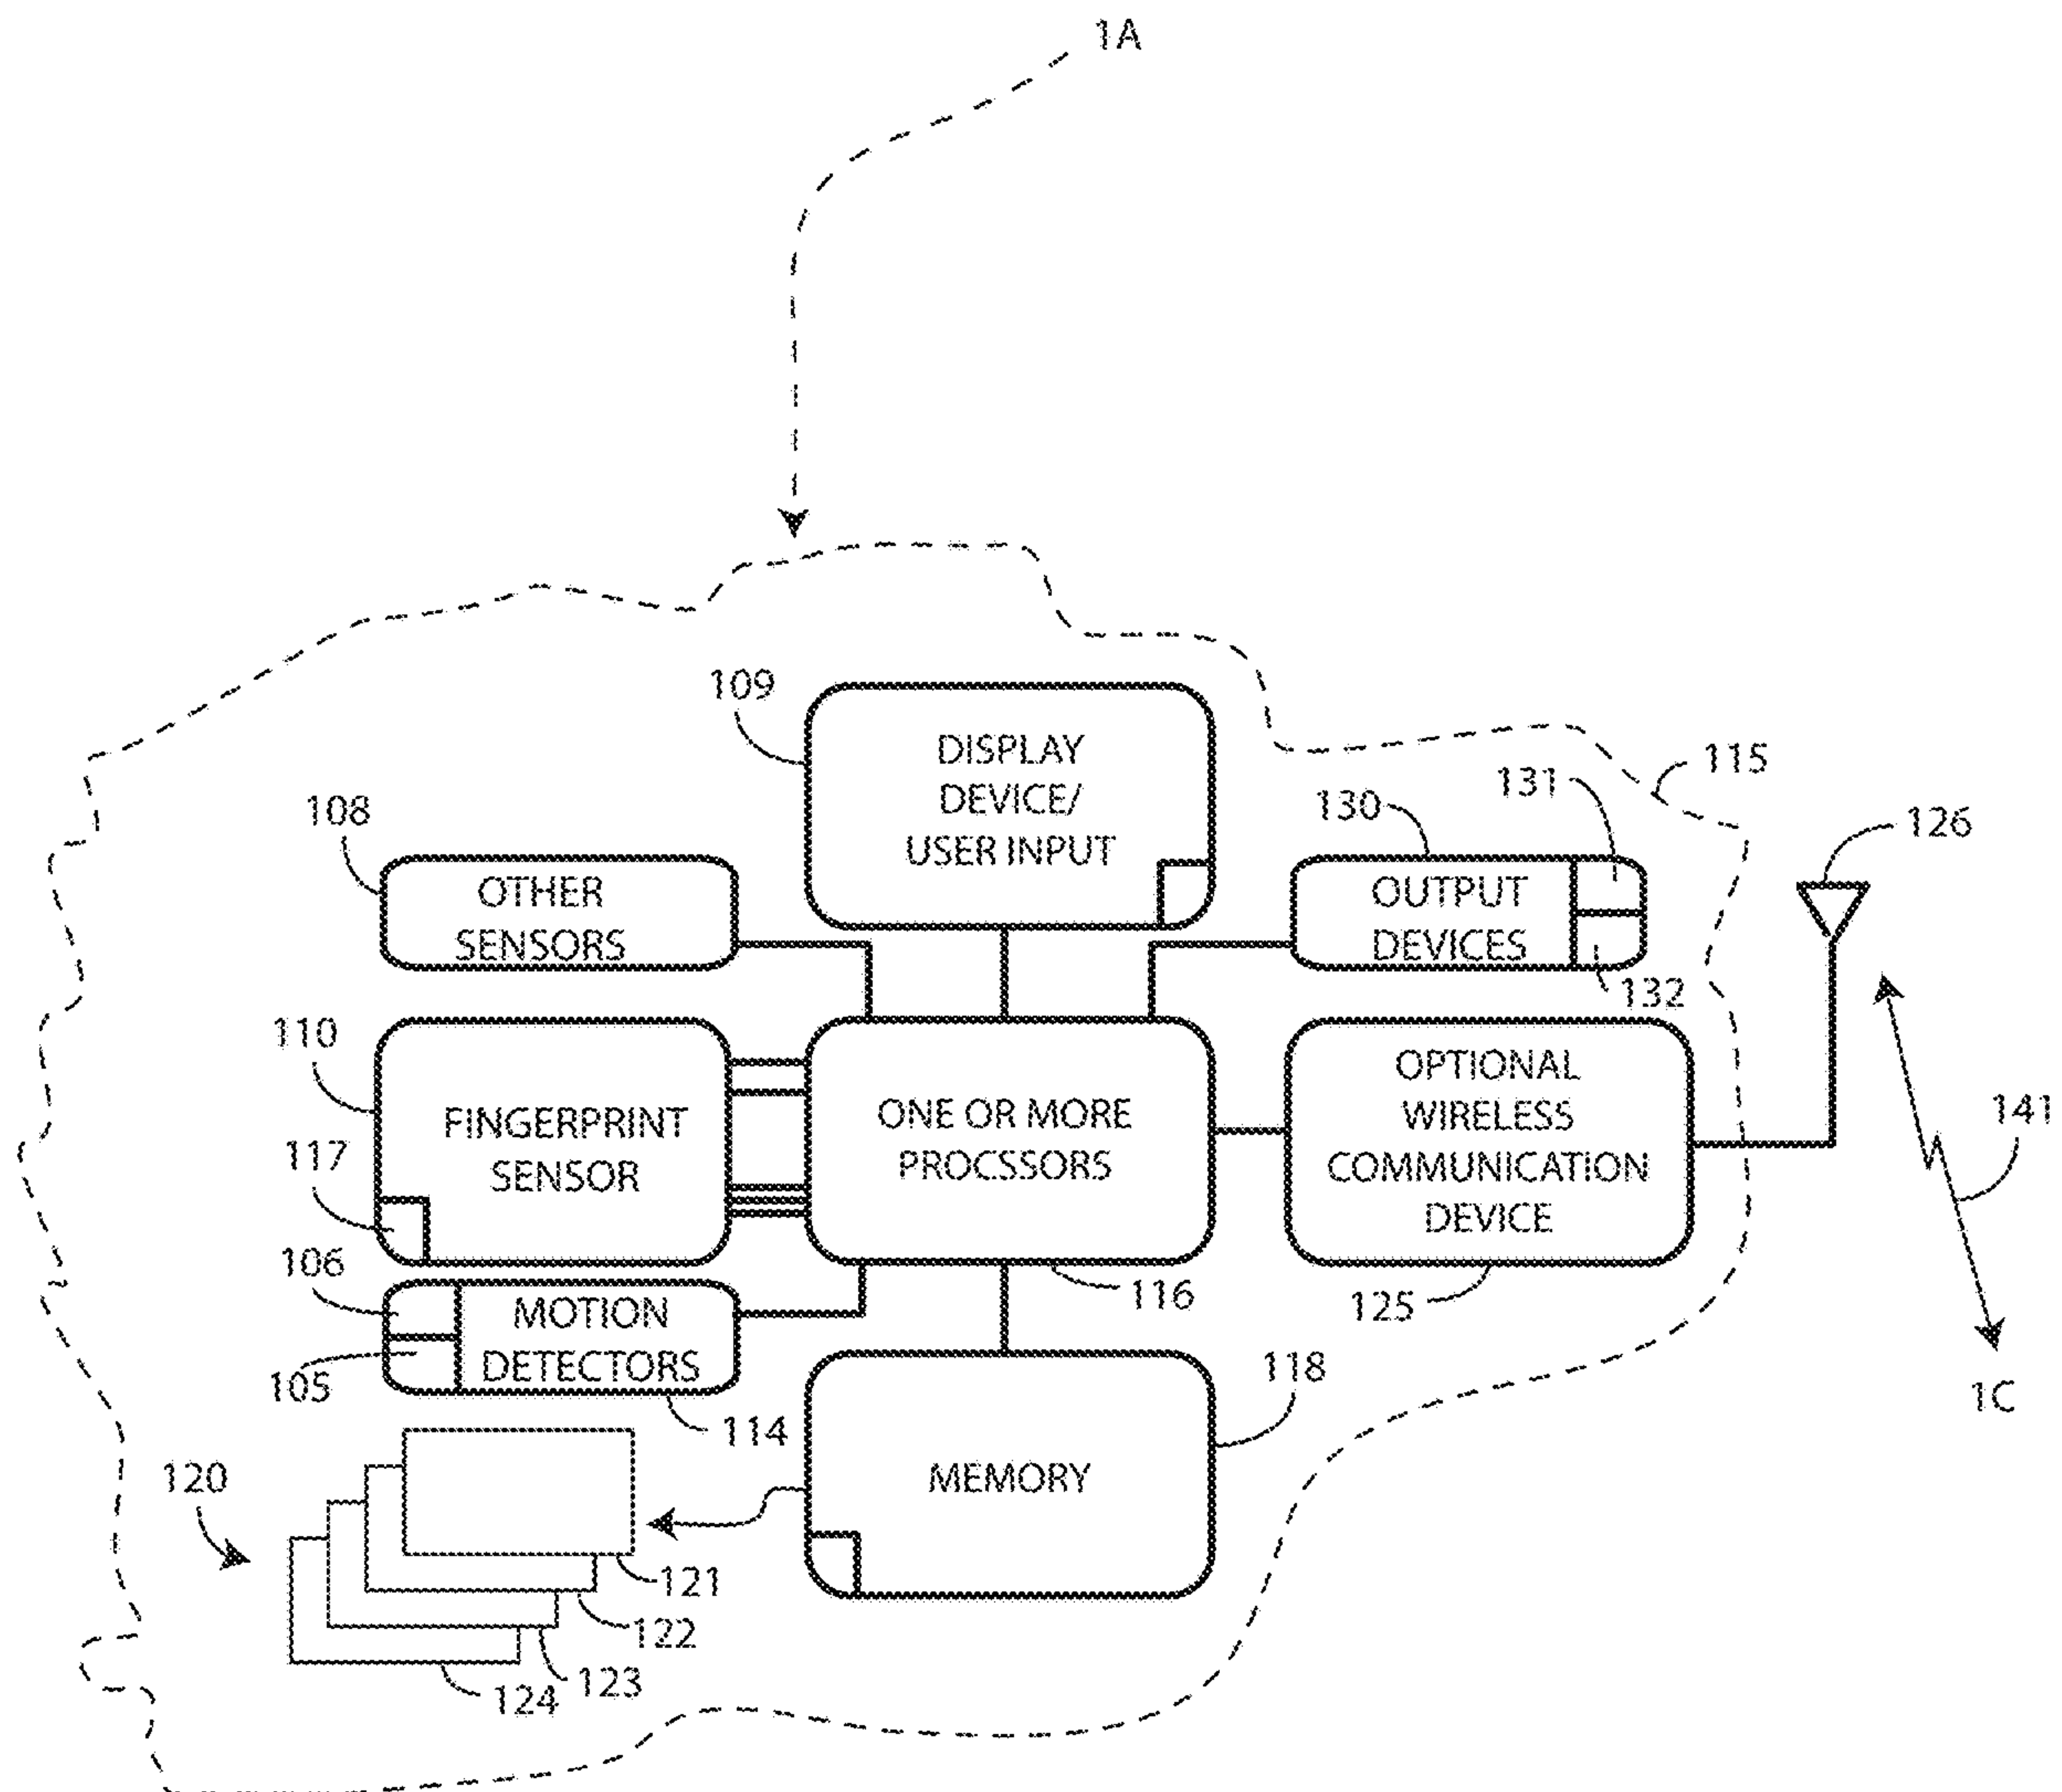 1A
109
DISPLAY
DEVICE/
USER INPUT
115
131
130
126
108
OTHER
SENSORS
OUTPUT
DEVICES
132
110
FINGERPRINT
SENSOR
117
ONE OR MORE
PROCSSORS
OPTIONAL
WIRELESS
COMMUNICATION
DEVICE
141
106
MOTION
DETECTORS
105
114
116
125
118
1C
120
MEMORY
121
122
123
124